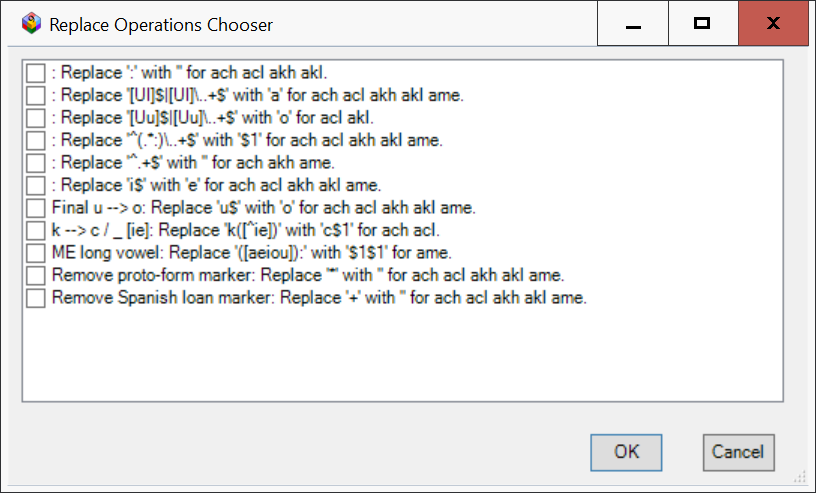 Replace Operations Chooser
: Replace ':' with '' for ach acl akh akl.
: Replace '[UI]$|[UI]\..+$' with 'a' for ach acl akh akl ame.
: Replace '[Uu]$|[Uu]\..+$' with 'o' for acl akl.
: Replace '^(.*:)\..+$' with '$1' for ach acl akh akl ame.
: Replace '^.+$' with '' for ach akh ame.
: Replace 'i$' with 'e' for ach acl akh akl ame.
Final u --> o: Replace 'u$' with 'o' for ach acl akh akl ame.
k --> c / _ [ie]: Replace 'k([^ie])' with 'c$1' for ach acl.
ME long vowel: Replace '([aeiou]):' with '$1$1' for ame.
Remove proto-form marker: Replace '*' with '' for ach acl akh akl ame.
Remove Spanish loan marker: Replace '+' with '' for ach acl akh akl ame.
OK Cancel